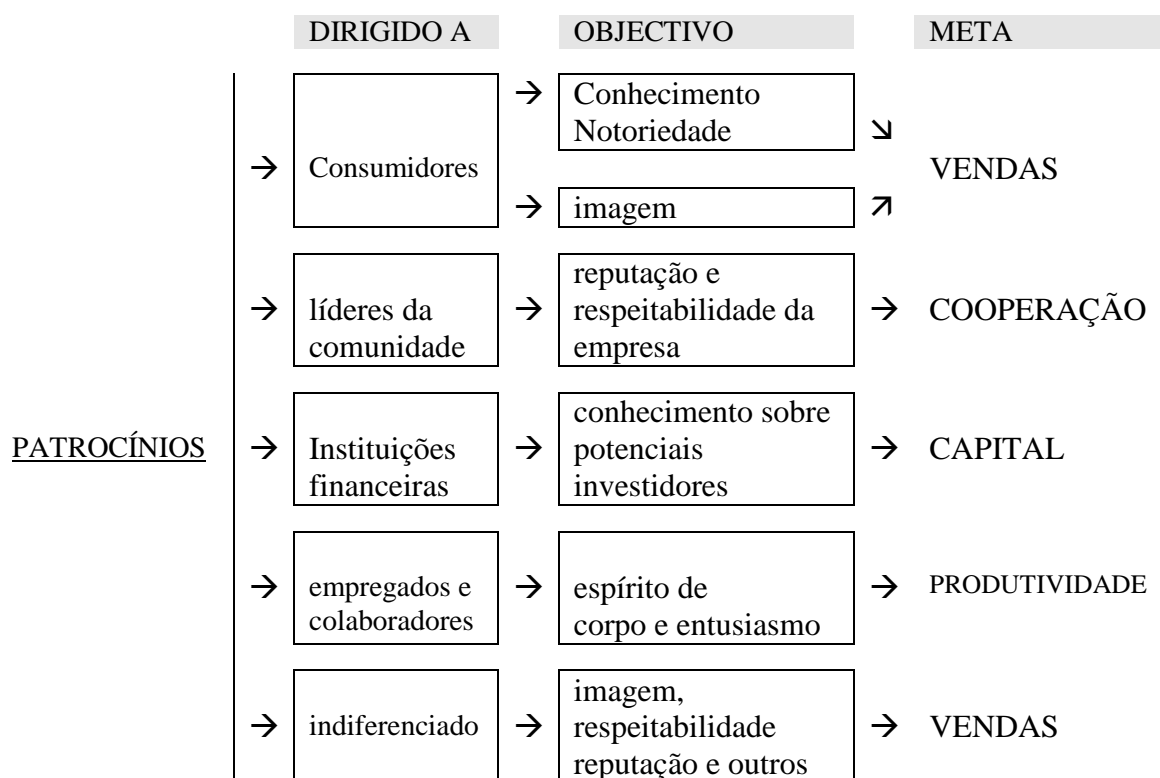 DIRIGIDO A OBJECTIVO META
→ Conhecimento
Notoriedade ↘
→ Consumidores VENDAS
→ imagem ↗
reputação e
→ líderes da → respeitabilidade da → COOPERAÇÃO
comunidade empresa
conhecimento sobre
PATROCÍNIOS → Instituições → potenciais → CAPITAL
financeiras investidores
→ empregados e → espírito de → PRODUTIVIDADE
colaboradores corpo e entusiasmo
imagem,
→ indiferenciado → respeitabilidade → VENDAS
reputação e outros